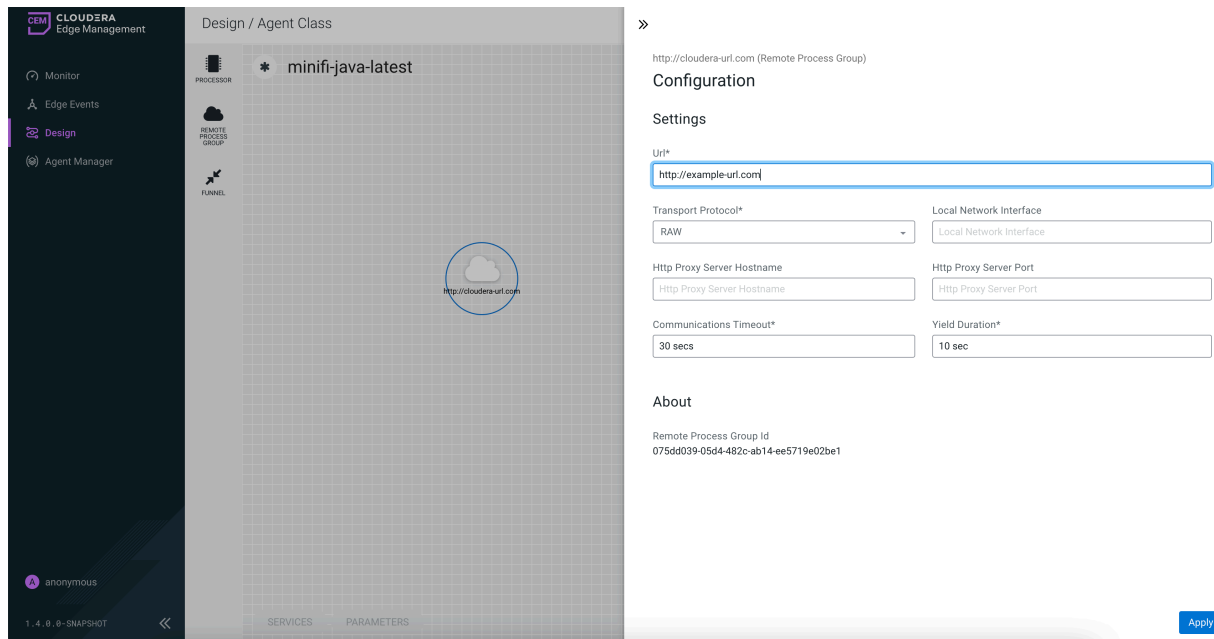 CEM
CLOUDERA
Edge Management
Monitor
Edge Events
Design
Agent Manager
A anonymous
1.4.0.0-SNAPSHOT
Design / Agent Class
PROCESSOR
REMOTE
PROCESS
GROUP
FUNNEL
minifi-java-latest
http://cloudera-url.com
SERVICES PARAMETERS
http://cloudera-url.com (Remote Process Group)
Configuration
Settings
Url*
http://example-url.com
Transport Protocol* Local Network Interface
RAW Local Network Interface
Http Proxy Server Hostname Http Proxy Server Port
Http Proxy Server Hostname Http Proxy Server Port
Communications Timeout* Yield Duration*
30 secs 10 sec
About
Remote Process Group Id
075dd039-05d4-482c-ab14-ee5719e02be1
Apply